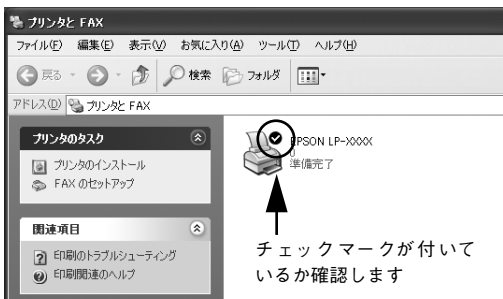 プリンタと FAX
ファイル(F) 編集(E) 表示(V) お気に入り(A) ツール(T) ヘルプ(H)
戻る 検索 フォルダ
アドレス(D) プリンタと FAX
プリンタのタスク
プリンタのインストール
FAX のセットアップ
関連項目
印刷のトラブルシューティング
印刷関連のヘルプ
EPSON LP-XXXX
0
準備完了
チェックマークが付いて
いるか確認します